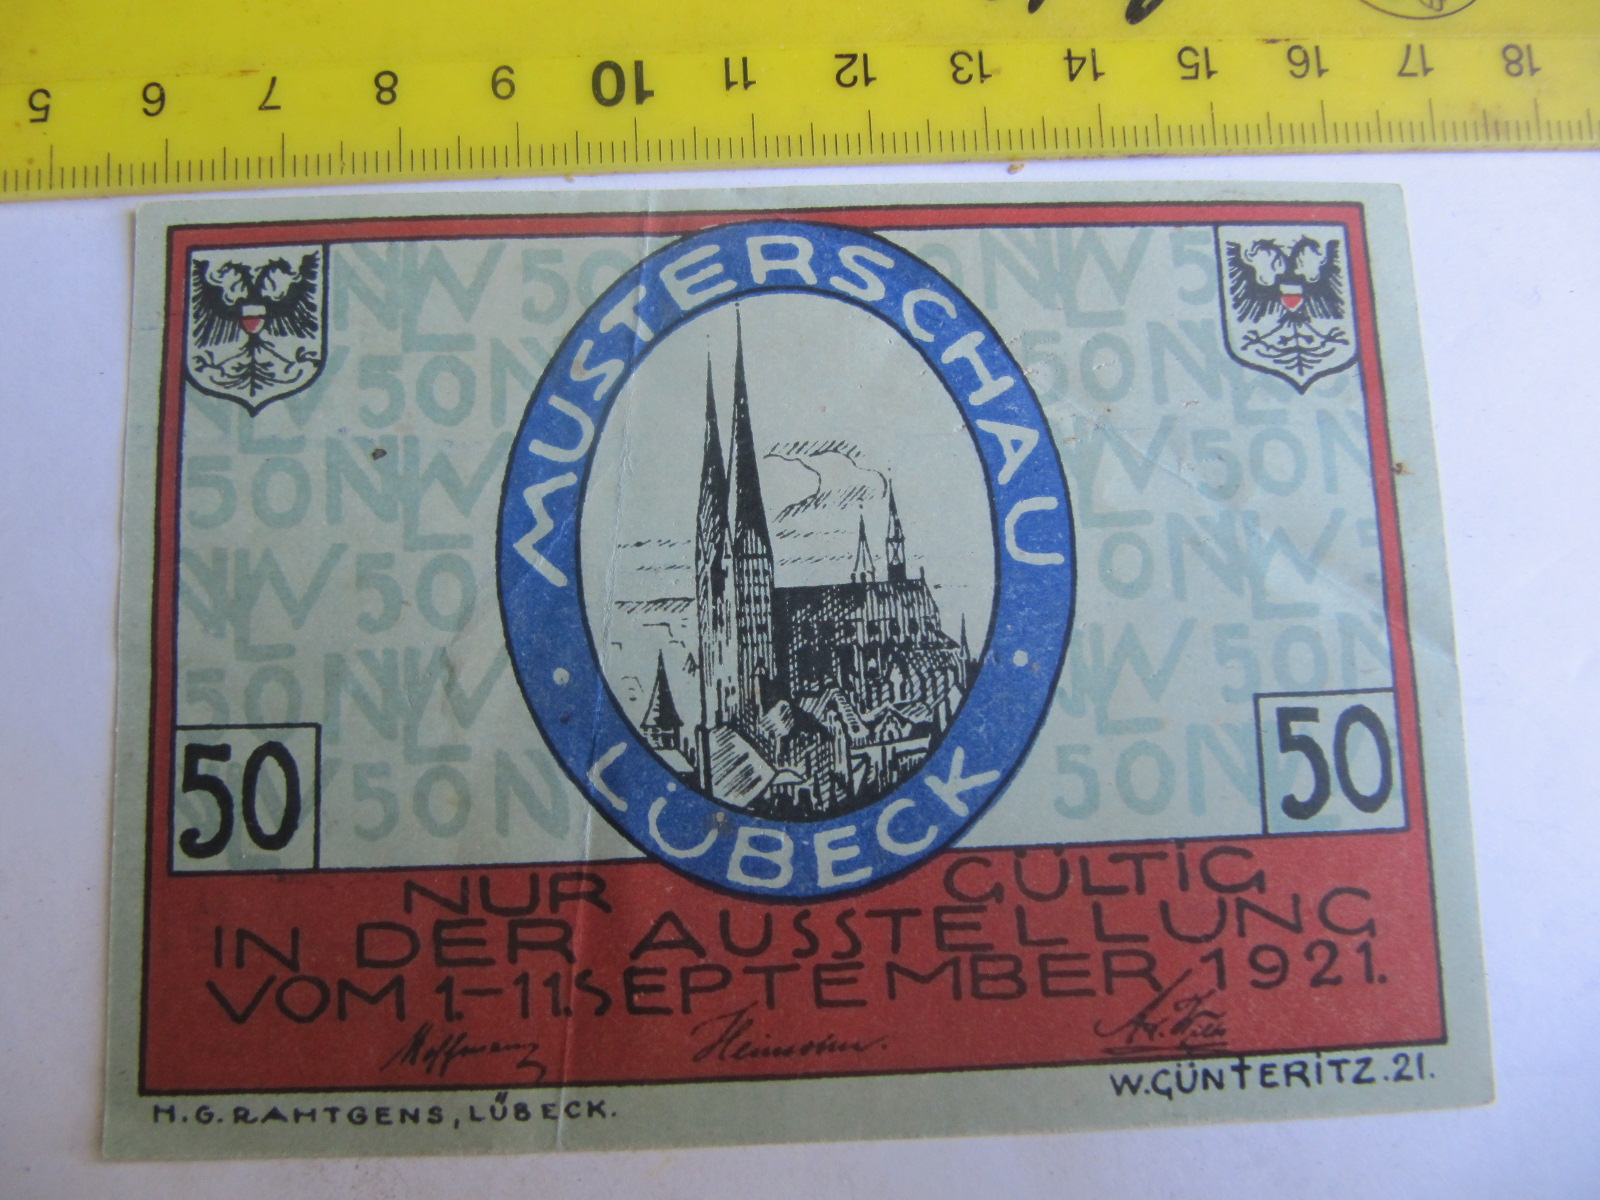 5 6 7 8 9 10 11 12 13 14 15 16 17 18
MUSTERSCHAU
· LÜBECK ·
50 50
NUR GÜLTIG
IN DER AUSSTELLUNG
VOM 1.-11.SEPTEMBER 1921.
Hoffmann
W.GÜNTERITZ.21.
H.G.RAHTGENS, LÜBECK.